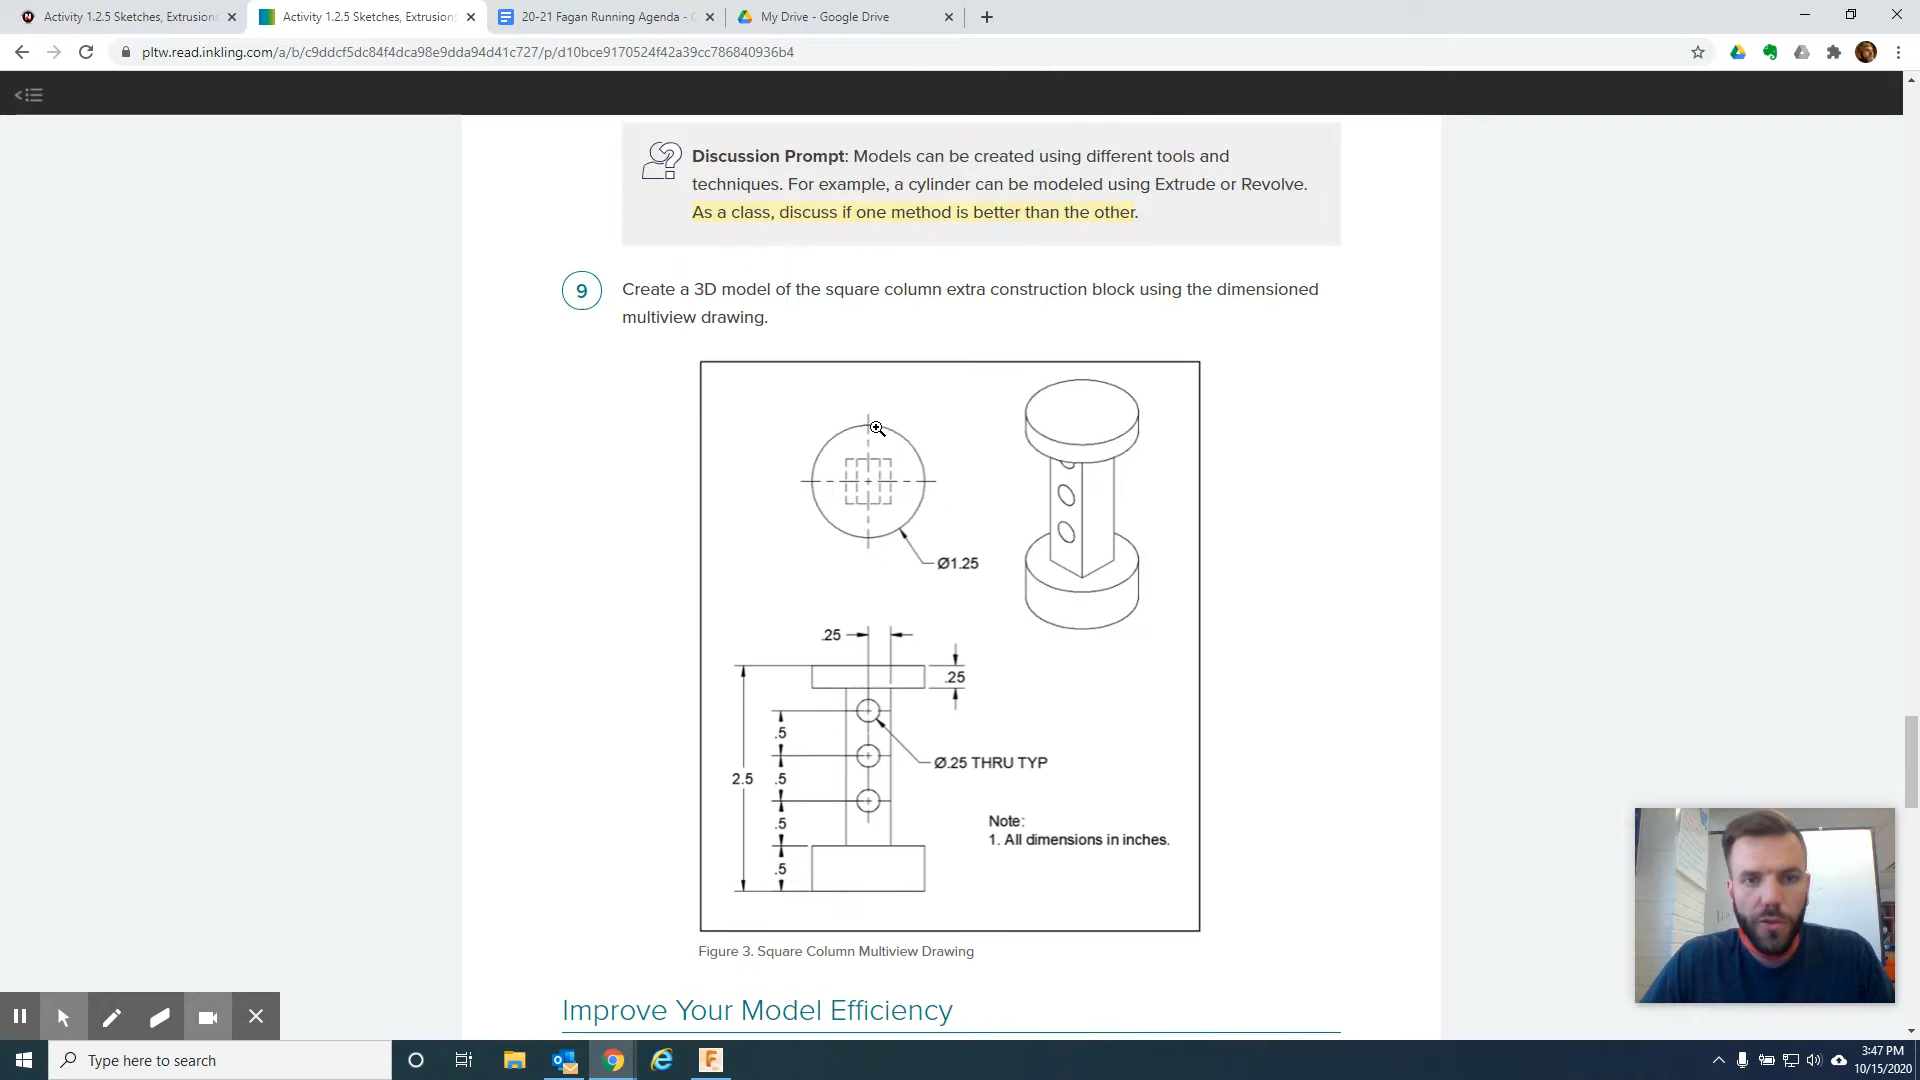 Activity 1.2.5 Sketches, Extrusions
Activity 1.2.5 Sketches, Extrusions
20-21 Fagan Running Agenda -
My Drive - Google Drive
pltw.read.inkling.com/a/b/c9ddcf5dc84f4dca98e9dda94d41c727/p/d10bce9170524f42a39cc786840936b4
Discussion Prompt: Models can be created using different tools and
techniques. For example, a cylinder can be modeled using Extrude or Revolve.
As a class, discuss if one method is better than the other.
9
Create a 3D model of the square column extra construction block using the dimensioned
multiview drawing.
Ø1.25
.25
.25
.5
Ø.25 THRU TYP
2.5
.5
.5
Note:
1. All dimensions in inches.
.5
Figure 3. Square Column Multiview Drawing
Improve Your Model Efficiency
Type here to search
3:47 PM
10/15/2020